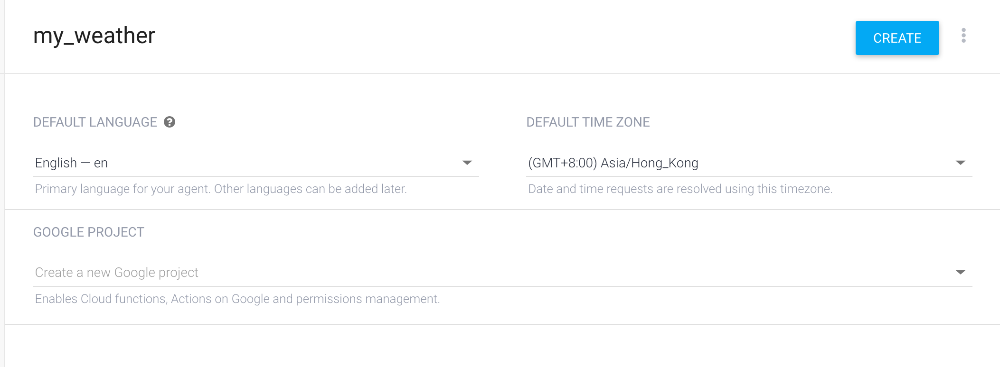 my_weather
CREATE
DEFAULT LANGUAGE ?
DEFAULT TIME ZONE
English — en
(GMT+8:00) Asia/Hong_Kong
Primary language for your agent. Other languages can be added later.
Date and time requests are resolved using this timezone.
GOOGLE PROJECT
Create a new Google project
Enables Cloud functions, Actions on Google and permissions management.